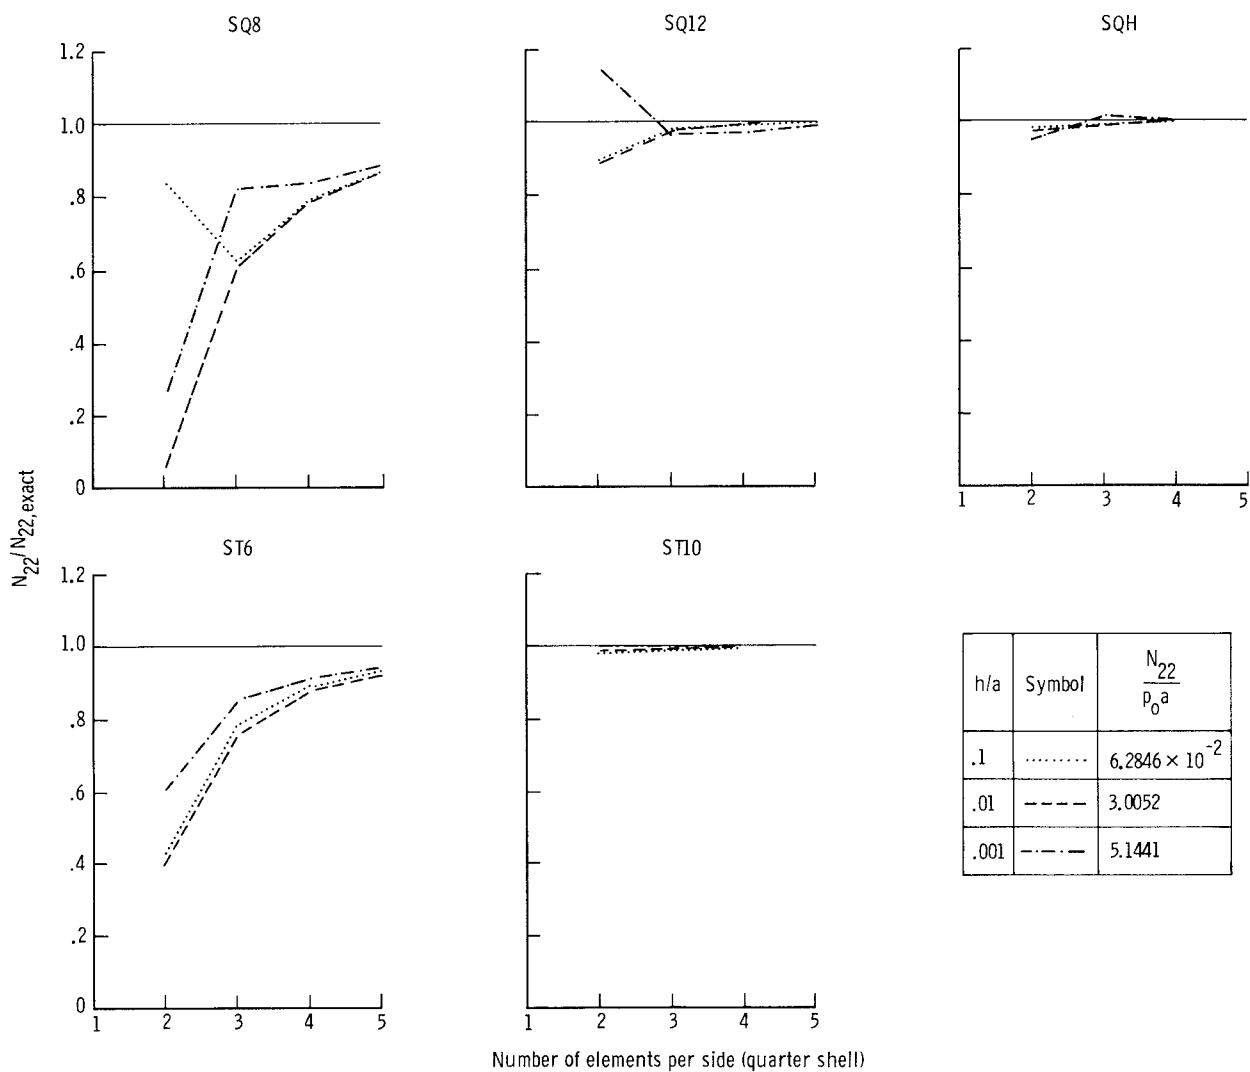 SQ8
SQ12
SQH
1.2
1.0
.8
.6
.4
.2
0
1 2 3 4 5
N22/N22,exact
ST6
ST10
1.2
1.0
.8
.6
.4
.2
0
1 2 3 4 5
1 2 3 4 5
Number of elements per side (quarter shell)
h/a Symbol N22/p0a
.1 6.2846 × 10⁻²
.01 3.0052
.001 5.1441